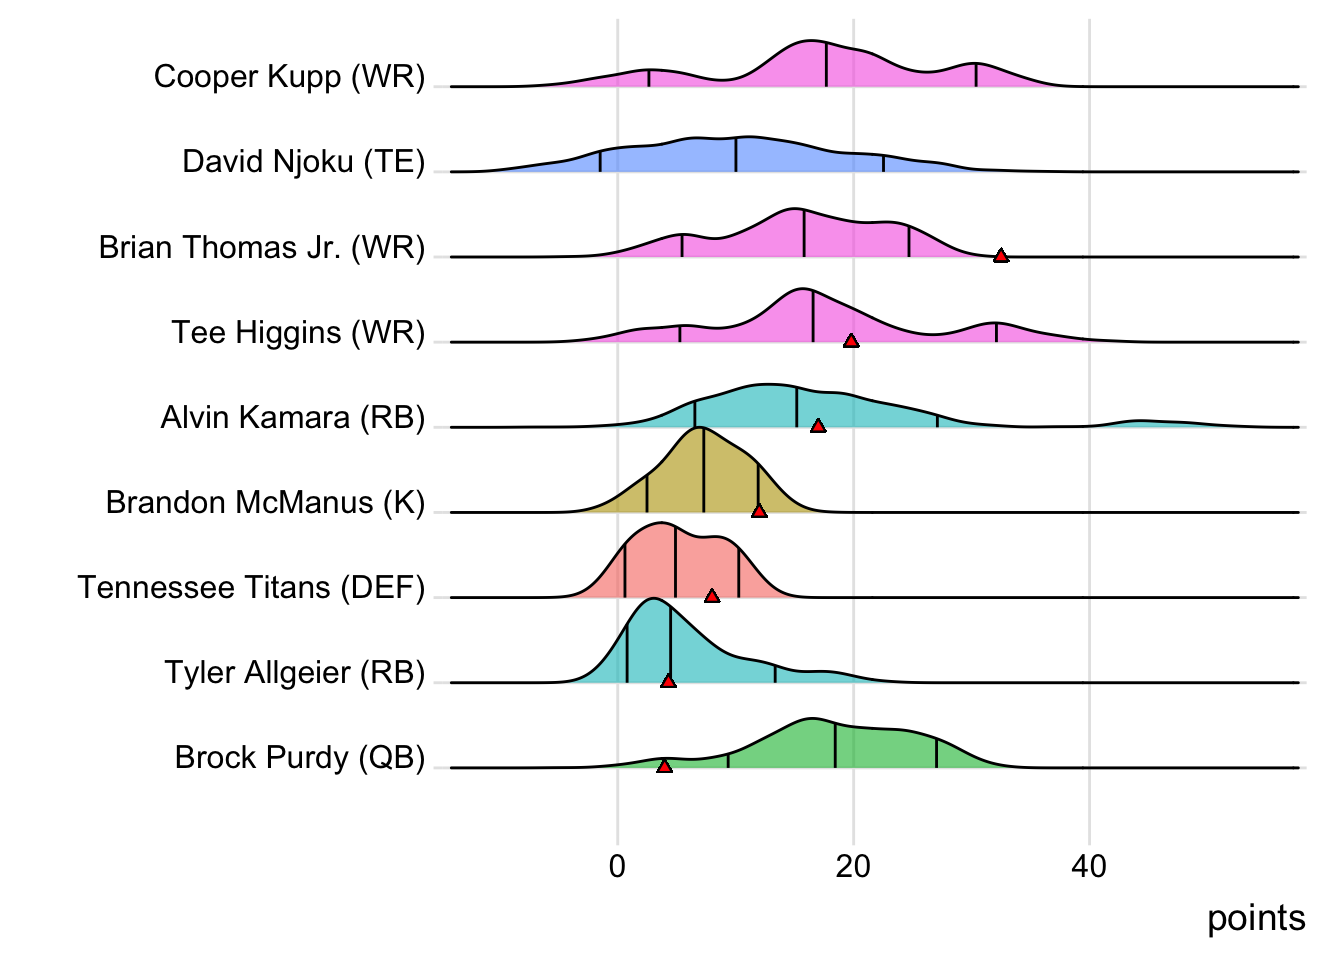 Cooper Kupp (WR)
David Njoku (TE)
Brian Thomas Jr. (WR)
Tee Higgins (WR)
Alvin Kamara (RB)
Brandon McManus (K)
Tennessee Titans (DEF)
Tyler Allgeier (RB)
Brock Purdy (QB)
0 20 40
points